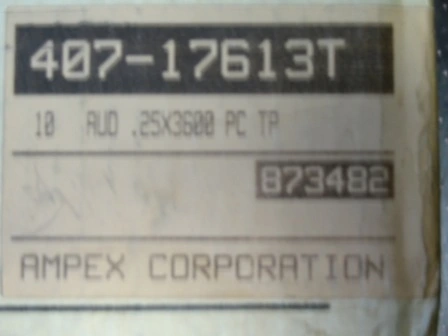 407-17613T
10 AUD .25X3600 PC TP
873482
AMPEX CORPORATION